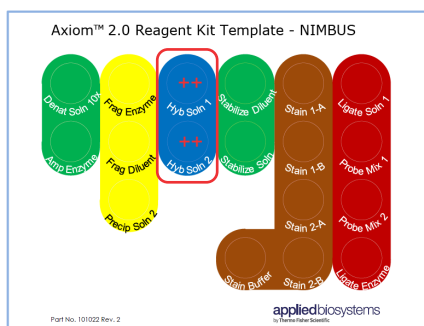 Axiom™ 2.0 Reagent Kit Template - NIMBUS
Denat Soln 10x
Frag Enzyme
++
Hyb Soln 1
Stabilize Diluent
Stain 1-A
Ligate Soln 1
Amp Enzyme
Frag Diluent
++
Hyb Soln 2
Stabilize Soln
Stain 1-B
Probe Mix 1
Precip Soln 2
Stain 2-A
Probe Mix 2
Stain Buffer
Stain 2-B
Ligate Enzyme
Part No. 101022 Rev. 2
appliedbiosystems
by Thermo Fisher Scientific